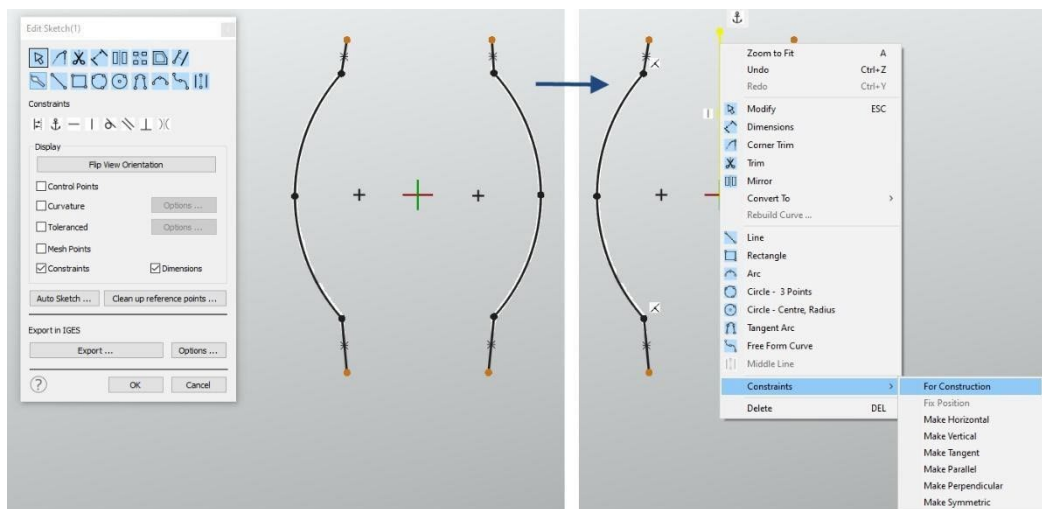 Edit Sketch(1)
Constraints
Display
Flip View Orientation
Control Points
Curvature
Options ...
Toleranced
Options ...
Mesh Points
Constraints
Dimensions
Auto Sketch ...
Clean up reference points ...
Export in IGES
Export ...
Options ...
?
OK
Cancel
Zoom to Fit A
Undo Ctrl+Z
Redo Ctrl+Y
Modify ESC
Dimensions
Corner Trim
Trim
Mirror
Convert To
Rebuild Curve ...
Line
Rectangle
Arc
Circle - 3 Points
Circle - Centre, Radius
Tangent Arc
Free Form Curve
Middle Line
Constraints
Delete DEL
For Construction
Fix Position
Make Horizontal
Make Vertical
Make Tangent
Make Parallel
Make Perpendicular
Make Symmetric